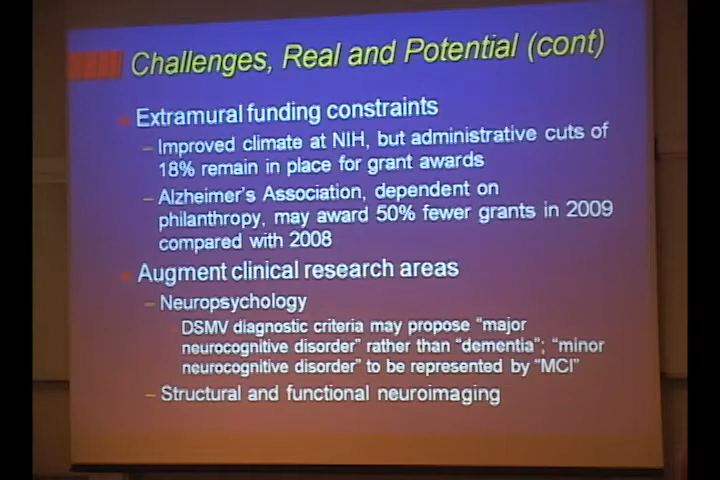 Challenges, Real and Potential (cont)
Extramural funding constraints
– Improved climate at NIH, but administrative cuts of
18% remain in place for grant awards
– Alzheimer's Association, dependent on
philanthropy, may award 50% fewer grants in 2009
compared with 2008
Augment clinical research areas
– Neuropsychology
DSMV diagnostic criteria may propose “major
neurocognitive disorder” rather than “dementia”; “minor
neurocognitive disorder” to be represented by “MCI”
– Structural and functional neuroimaging